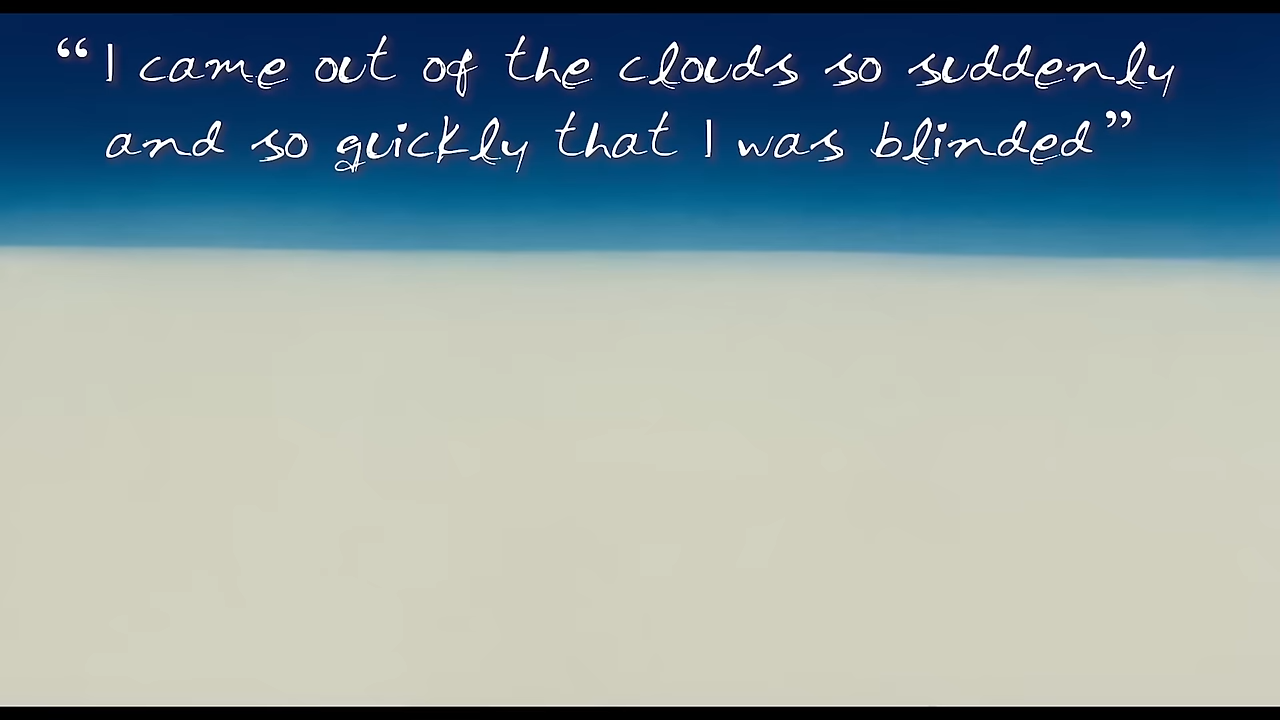 “I came out of the clouds so suddenly
and so quickly that I was blinded”